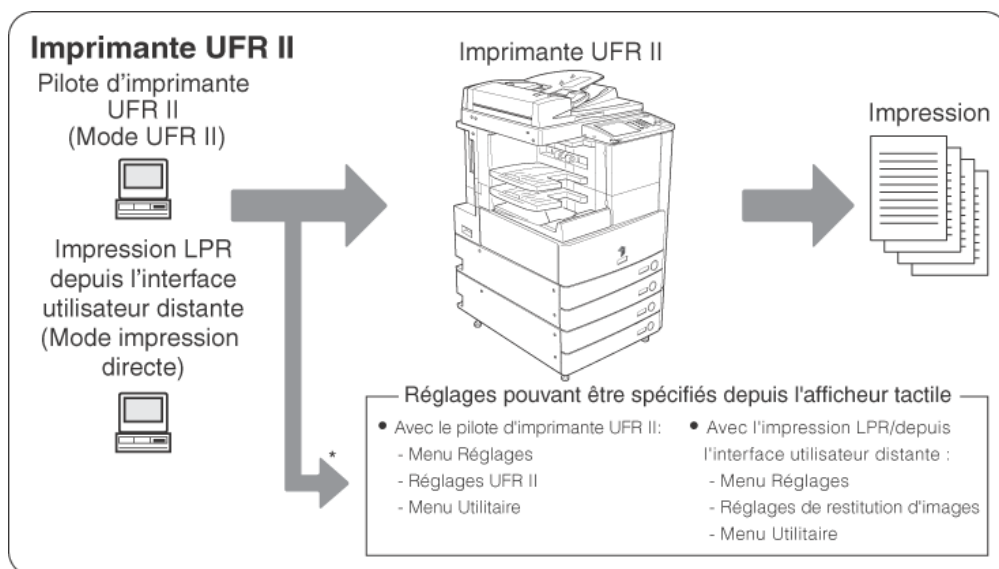 Imprimante UFR II
Pilote d'imprimante
UFR II
(Mode UFR II)
Impression LPR
depuis l'interface
utilisateur distante
(Mode impression
directe)
Imprimante UFR II
Impression
*
Réglages pouvant être spécifiés depuis l'afficheur tactile
● Avec le pilote d'imprimante UFR II:
- Menu Réglages
- Réglages UFR II
- Menu Utilitaire
● Avec l'impression LPR/depuis
l'interface utilisateur distante :
- Menu Réglages
- Réglages de restitution d'images
- Menu Utilitaire